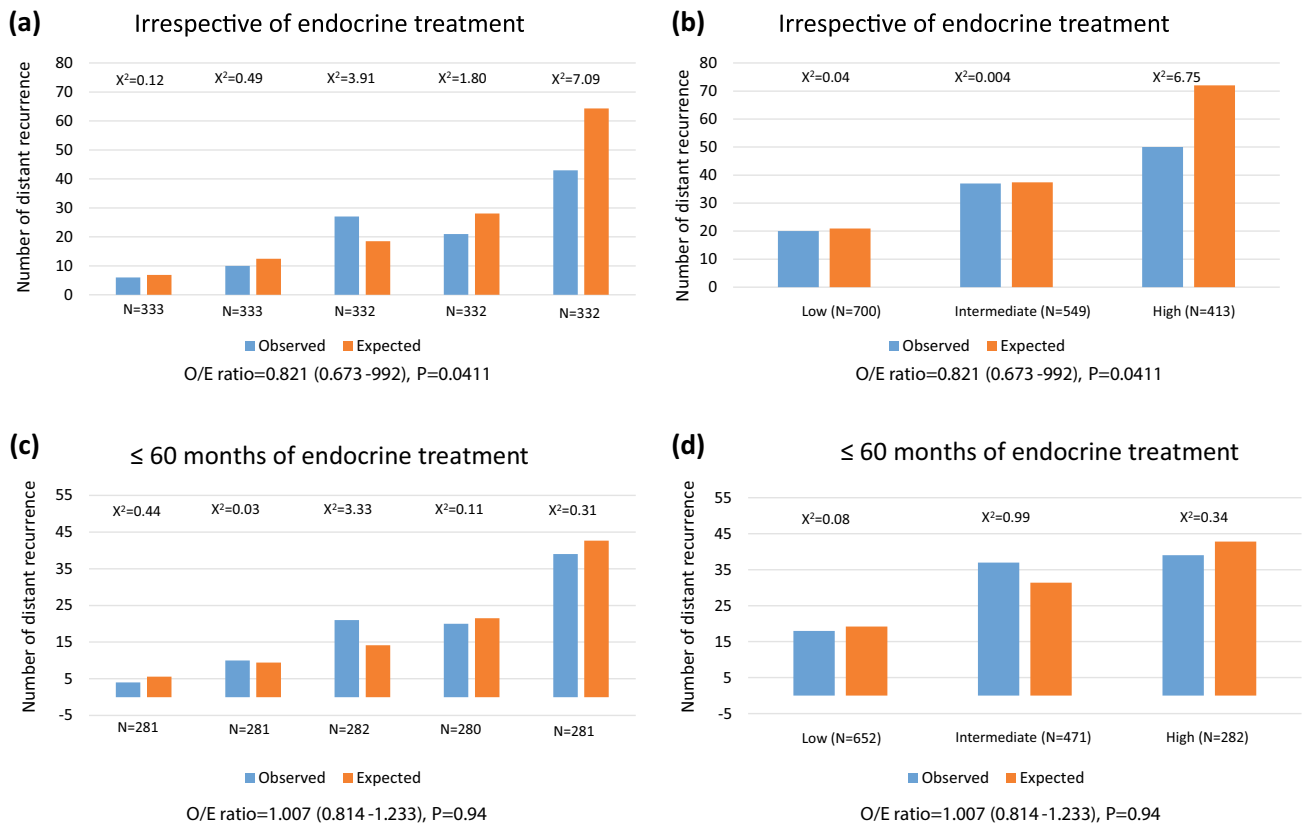 (a)
Irrespective of endocrine treatment
Number of distant recurrence
80
70
60
50
40
30
20
10
0
X²=0.12
X²=0.49
X²=3.91
X²=1.80
X²=7.09
N=333
N=333
N=332
N=332
N=332
Observed
Expected
O/E ratio=0.821 (0.673 -992), P=0.0411
(b)
Irrespective of endocrine treatment
Number of distant recurrence
80
70
60
50
40
30
20
10
0
X²=0.04
X²=0.004
X²=6.75
Low (N=700)
Intermediate (N=549)
High (N=413)
Observed
Expected
O/E ratio=0.821 (0.673 -992), P=0.0411
(c)
≤ 60 months of endocrine treatment
Number of distant recurrence
55
45
35
25
15
5
-5
X²=0.44
X²=0.03
X²=3.33
X²=0.11
X²=0.31
N=281
N=281
N=282
N=280
N=281
Observed
Expected
O/E ratio=1.007 (0.814 -1.233), P=0.94
(d)
≤ 60 months of endocrine treatment
Number of distant recurrence
55
45
35
25
15
5
-5
X²=0.08
X²=0.99
X²=0.34
Low (N=652)
Intermediate (N=471)
High (N=282)
Observed
Expected
O/E ratio=1.007 (0.814 -1.233), P=0.94